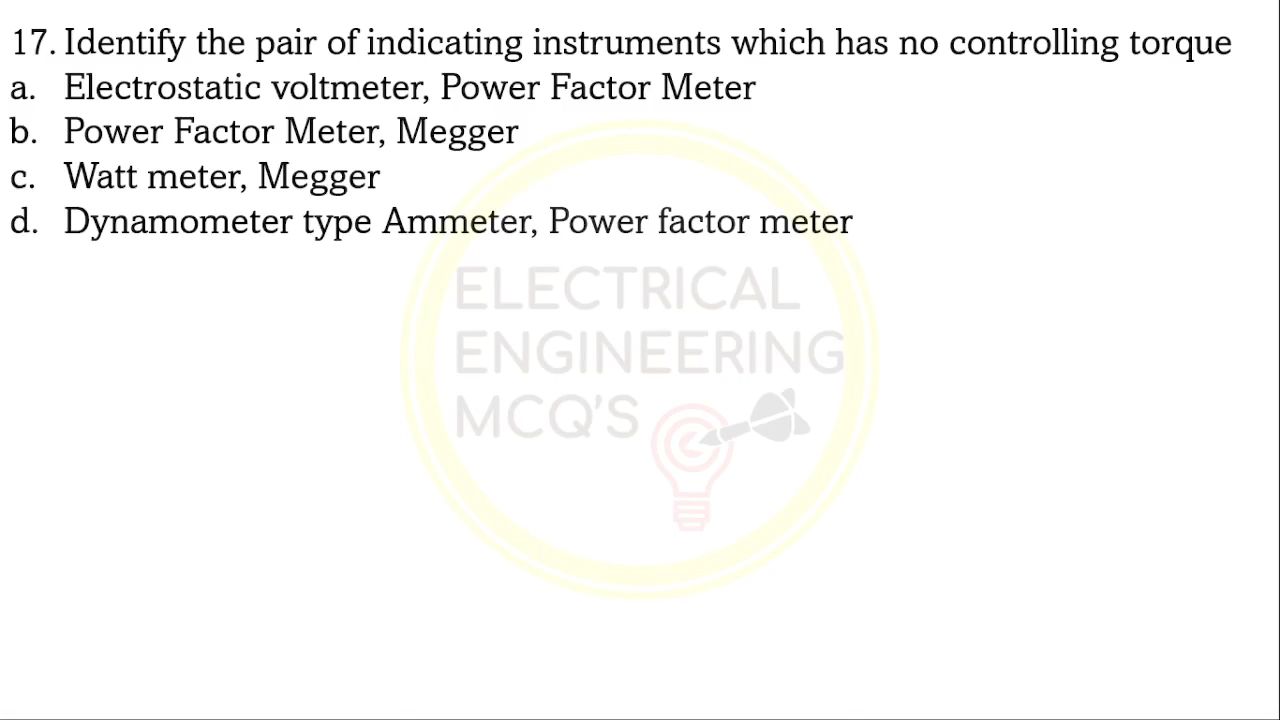 17. Identify the pair of indicating instruments which has no controlling torque
a. Electrostatic voltmeter, Power Factor Meter
b. Power Factor Meter, Megger
c. Watt meter, Megger
d. Dynamometer type Ammeter, Power factor meter
ELECTRICAL
ENGINEERING
MCQ'S